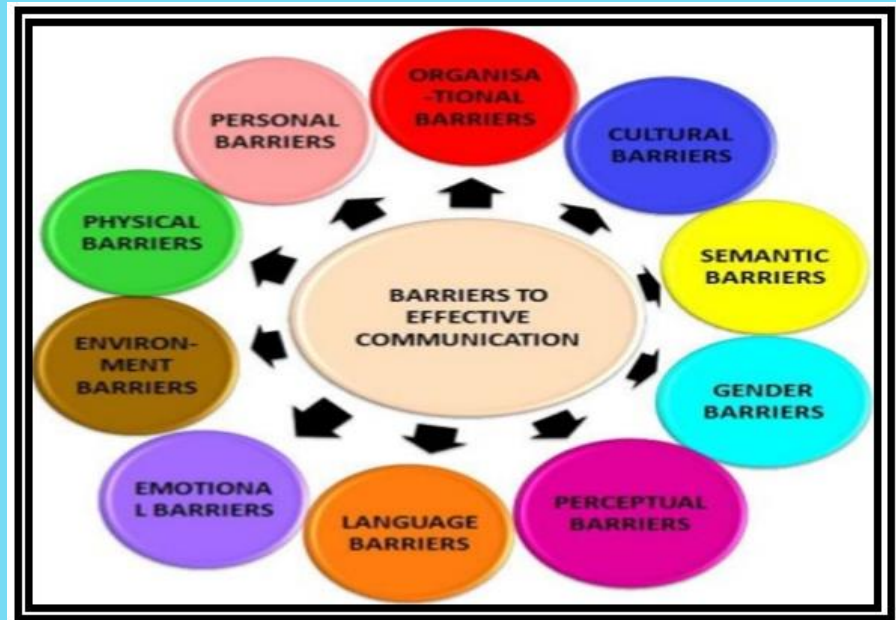 ORGANISA
-TIONAL
BARRIERS
CULTURAL
BARRIERS
SEMANTIC
BARRIERS
GENDER
BARRIERS
PERCEPTUAL
BARRIERS
LANGUAGE
BARRIERS
EMOTIONA
L BARRIERS
ENVIRON-
MENT
BARRIERS
PHYSICAL
BARRIERS
PERSONAL
BARRIERS
BARRIERS TO
EFFECTIVE
COMMUNICATION